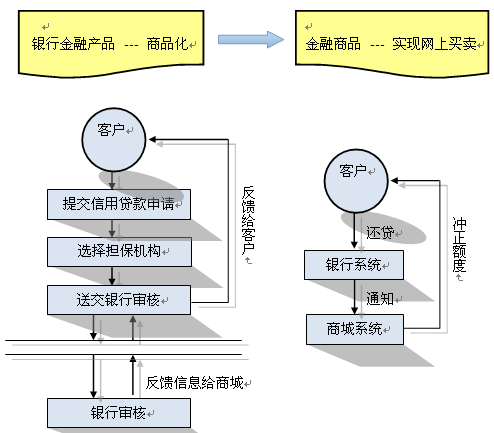 银行金融产品 --- 商品化
金融商品 --- 实现网上买卖
客户
提交信用贷款申请
选择担保机构
送交银行审核
反馈给客户
反馈信息给商城
银行审核
客户
还贷
银行系统
通知
商城系统
冲正额度